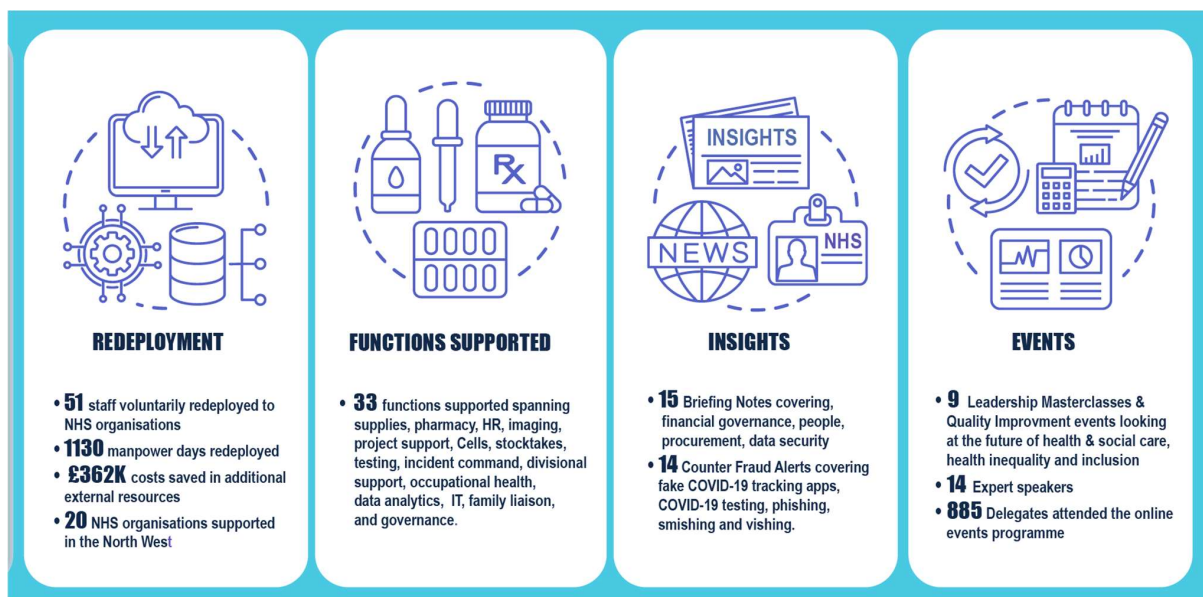 REDEPLOYMENT
• 51 staff voluntarily redeployed to
NHS organisations
• 1130 manpower days redeployed
• £362K costs saved in additional
external resources
• 20 NHS organisations supported
in the North West
Rx
FUNCTIONS SUPPORTED
• 33 functions supported spanning
supplies, pharmacy, HR, imaging,
project support, Cells, stocktakes,
testing, incident command, divisional
support, occupational health,
data analytics, IT, family liaison,
and governance.
INSIGHTS
NEWS
NHS
INSIGHTS
• 15 Briefing Notes covering,
financial governance, people,
procurement, data security
• 14 Counter Fraud Alerts covering
fake COVID-19 tracking apps,
COVID-19 testing, phishing,
smishing and vishing.
EVENTS
• 9 Leadership Masterclasses &
Quality Improvment events looking
at the future of health & social care,
health inequality and inclusion
• 14 Expert speakers
• 885 Delegates attended the online
events programme